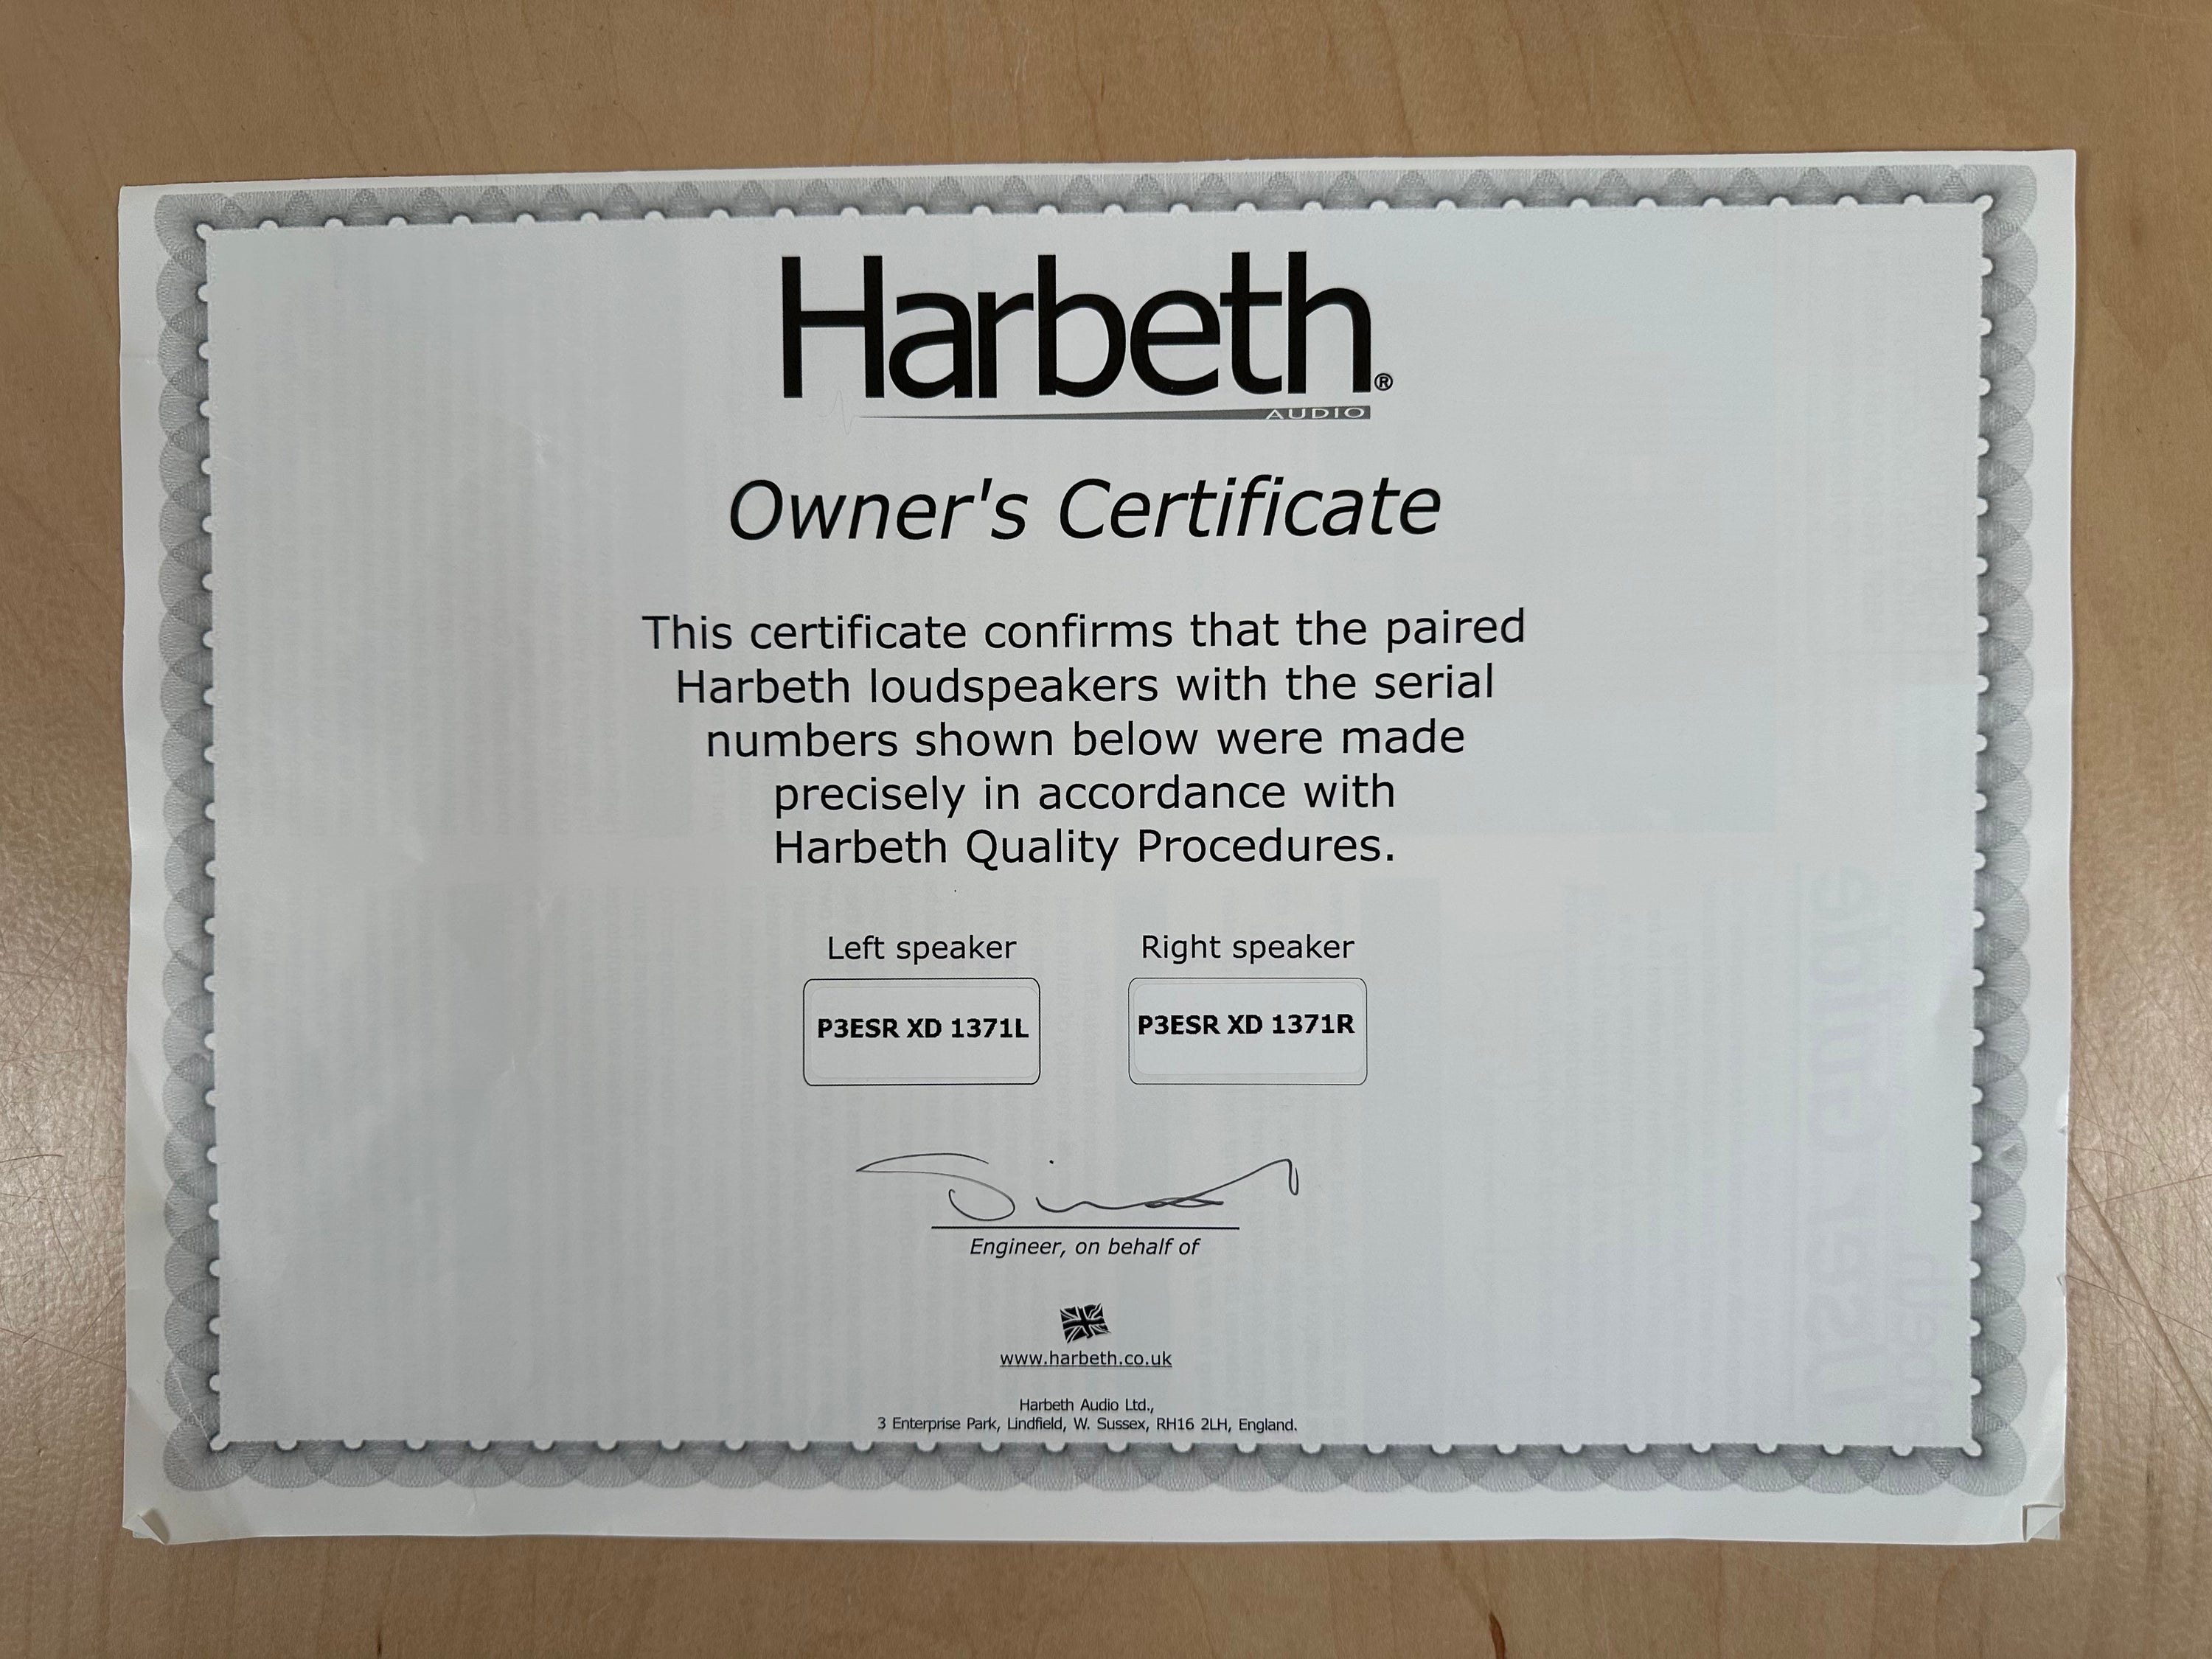 Harbeth®
AUDIO
Owner's Certificate
This certificate confirms that the paired
Harbeth loudspeakers with the serial
numbers shown below were made
precisely in accordance with
Harbeth Quality Procedures.
Left speaker
P3ESR XD 1371L
Right speaker
P3ESR XD 1371R
Engineer, on behalf of
www.harbeth.co.uk
Harbeth Audio Ltd.,
3 Enterprise Park, Lindfield, W. Sussex, RH16 2LH, England.